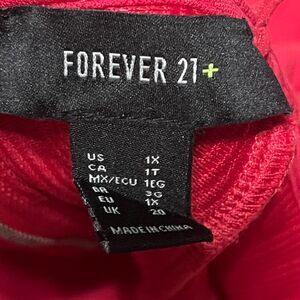 FOREVER 21+
US 1X
CA 1T
MX/ECU 1EG
BR 3G
EU 1X
UK 20
MADE IN CHINA